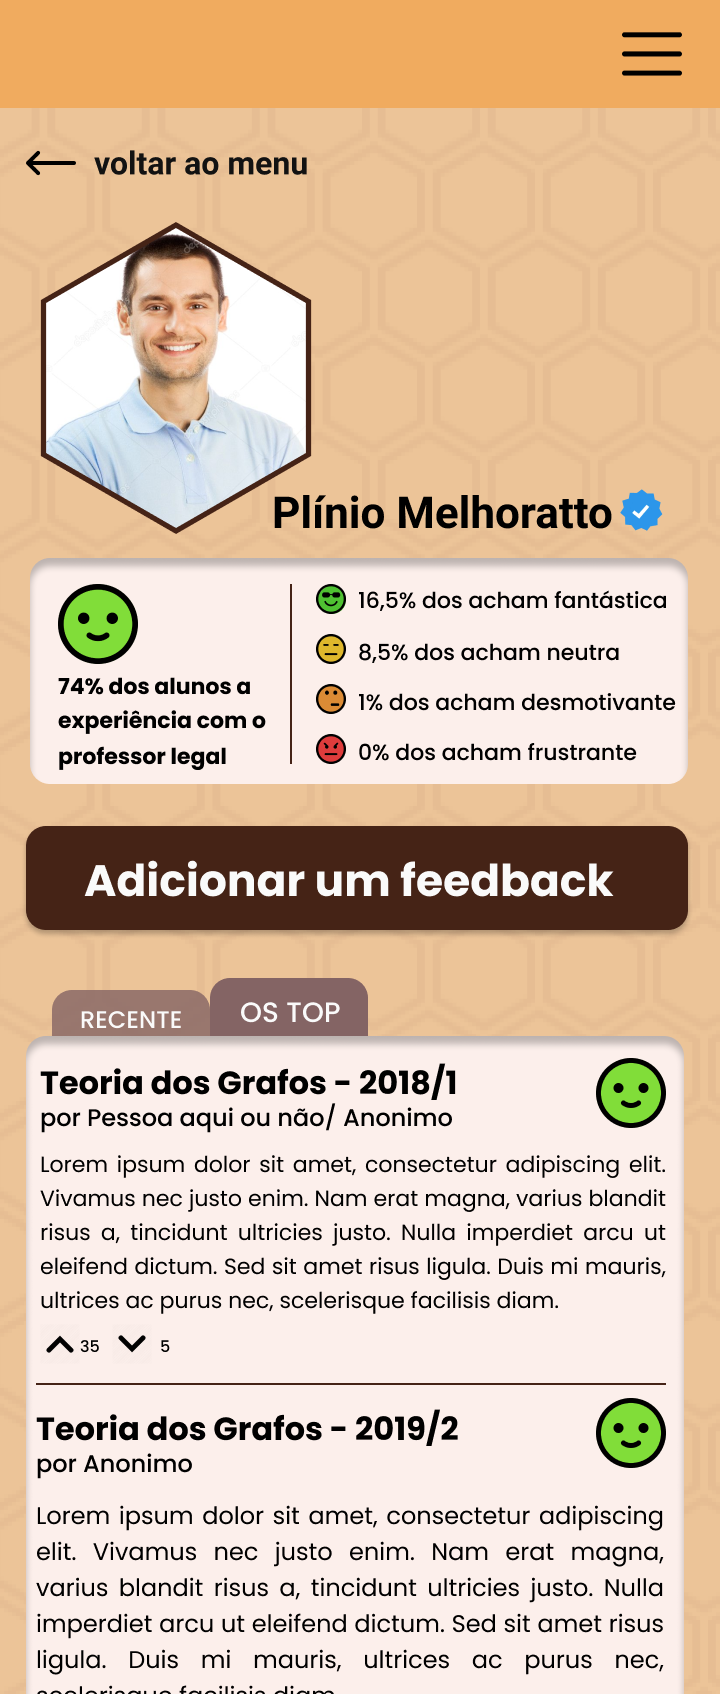 voltar ao menu
Plínio Melhoratto
74% dos alunos a
experiência com o
professor legal
16,5% dos acham fantástica
8,5% dos acham neutra
1% dos acham desmotivante
0% dos acham frustrante
Adicionar um feedback
RECENTE
OS TOP
Teoria dos Grafos - 2018/1
por Pessoa aqui ou não/ Anonimo
Lorem ipsum dolor sit amet, consectetur adipiscing elit.
Vivamus nec justo enim. Nam erat magna, varius blandit
risus a, tincidunt ultricies justo. Nulla imperdiet arcu ut
eleifend dictum. Sed sit amet risus ligula. Duis mi mauris,
ultrices ac purus nec, scelerisque facilisis diam.
35 5
Teoria dos Grafos - 2019/2
por Anonimo
Lorem ipsum dolor sit amet, consectetur adipiscing
elit. Vivamus nec justo enim. Nam erat magna,
varius blandit risus a, tincidunt ultricies justo. Nulla
imperdiet arcu ut eleifend dictum. Sed sit amet risus
ligula. Duis mi mauris, ultrices ac purus nec,
scelerisque facilisis diam.